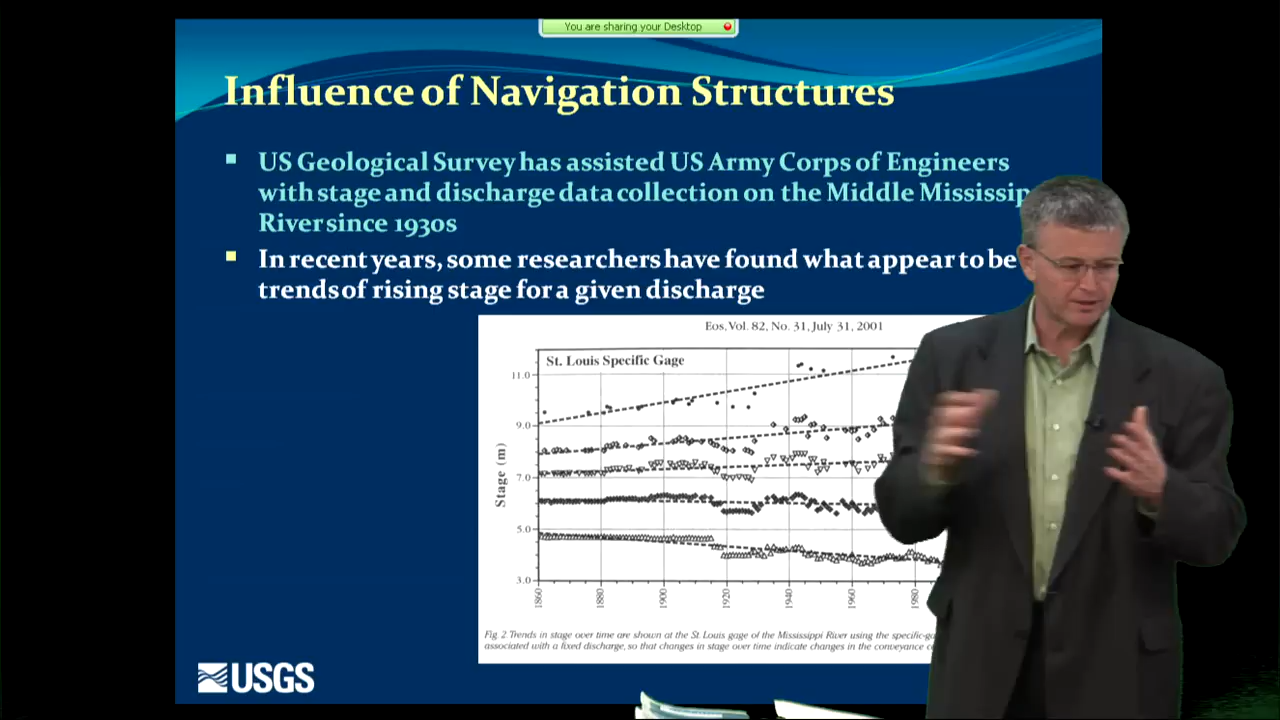 You are sharing your Desktop
Influence of Navigation Structures
US Geological Survey has assisted US Army Corps of Engineers
with stage and discharge data collection on the Middle
River since 1930s
In recent years, some researchers have found what appear to be
trends of rising stage for a given discharge
Eos, Vol. 82, No. 31, July 31, 2001
St. Louis Specific Gage
11.0
9.0
7.0
5.0
3.0
Stage (m)
1860 1880 1900 1920 1940 1960 1980
Fig. 2. Trends in stage over time are shown at the St. Louis gage of the Mississippi River using the
associated with a fixed discharge, so that changes in stage over time indicate changes in the conveyance
USGS